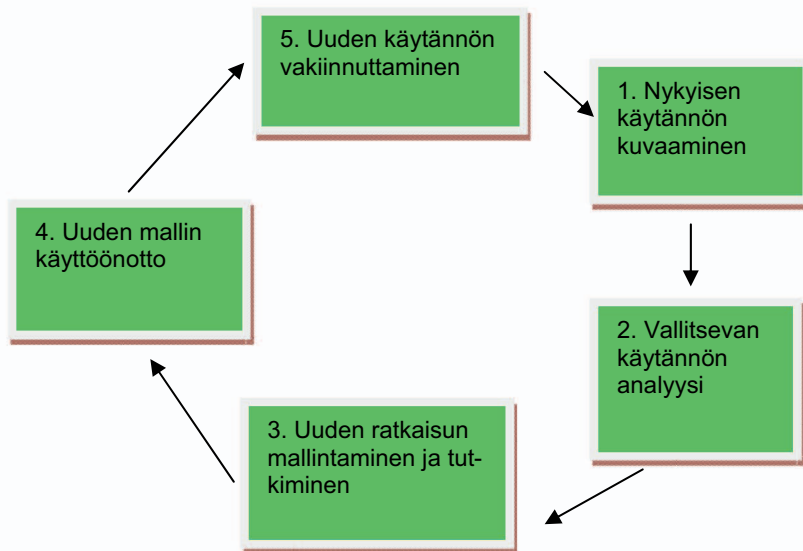 5. Uuden käytännön
vakiinnuttaminen
1. Nykyisen
käytännön
kuvaaminen
2. Vallitsevan
käytännön
analyysi
3. Uuden ratkaisun
mallintaminen ja tut-
kiminen
4. Uuden mallin
käyttöönotto